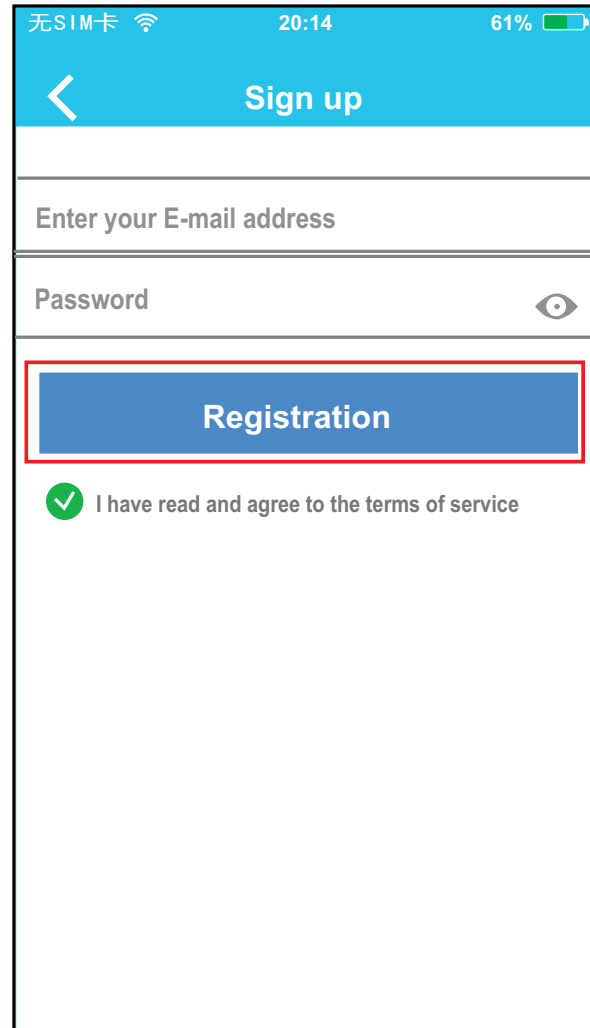 无SIM卡 20:14 61%
Sign up
Enter your E-mail address
Password
Registration
I have read and agree to the terms of service